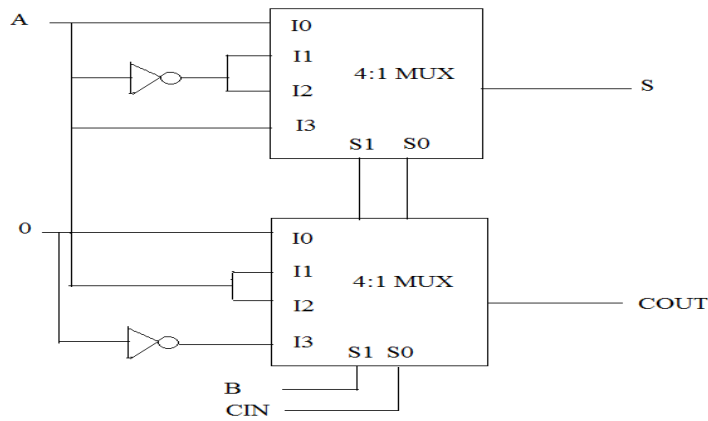 A
I0
I1
4:1 MUX
I2
S
I3
S1 S0
0
I0
I1
4:1 MUX
I2
COUT
I3
S1 S0
B
CIN